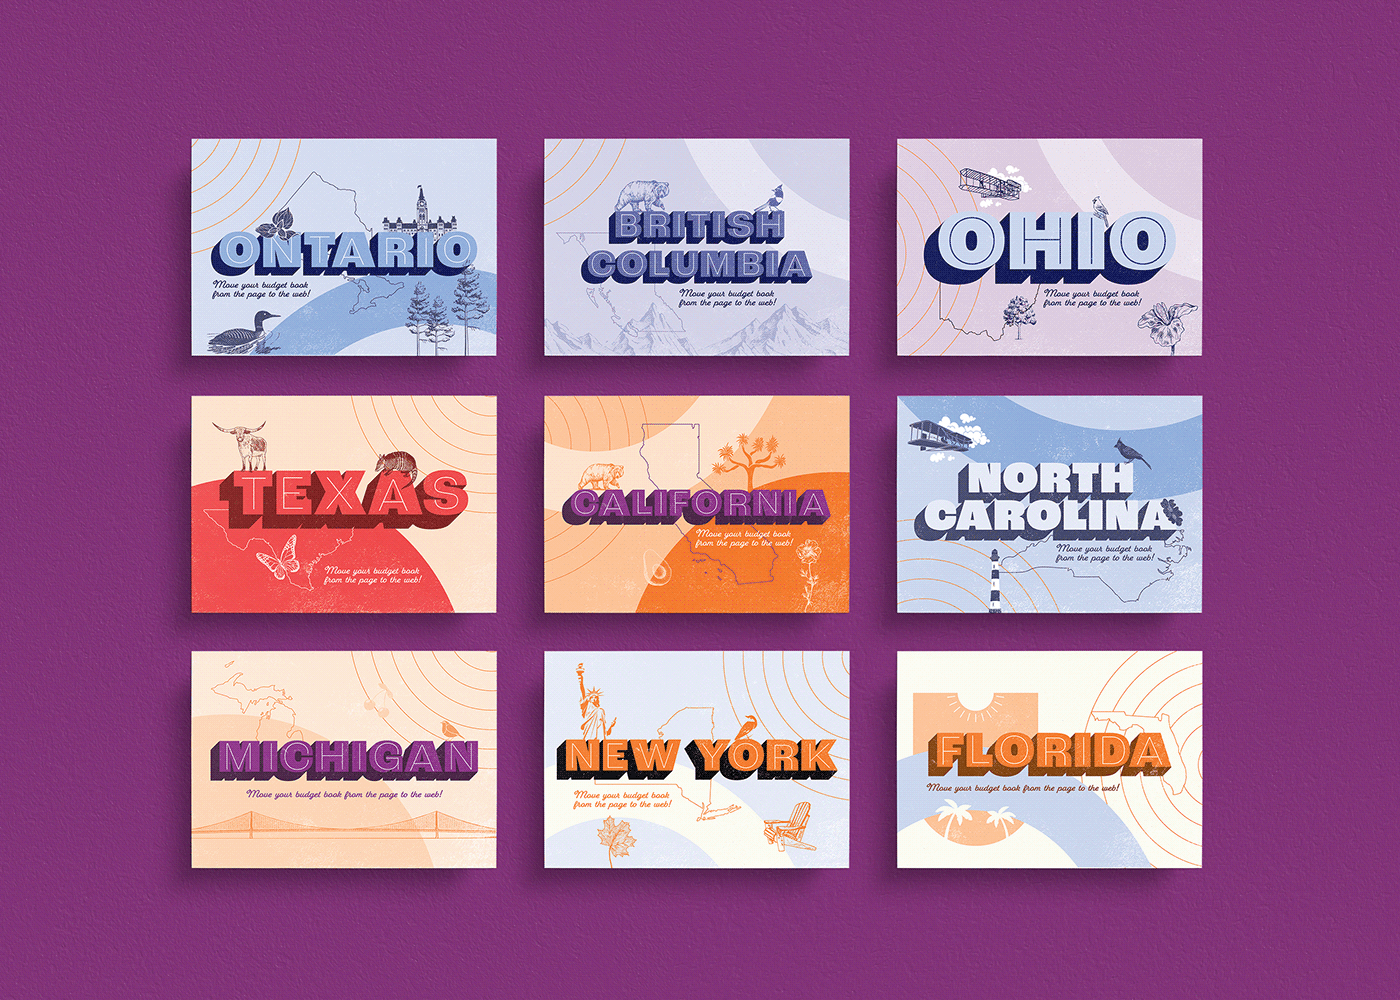 ONTARIO
Move your budget book
from the page to the web!
BRITISH
COLUMBIA
Move your budget book
from the page to the web!
OHIO
Move your budget book
from the page to the web!
TEXAS
Move your budget book
from the page to the web!
CALIFORNIA
Move your budget book
from the page to the web!
NORTH
CAROLINA
Move your budget book
from the page to the web!
MICHIGAN
Move your budget book from the page to the web!
NEW YORK
Move your budget book
from the page to the web!
FLORIDA
Move your budget book from the page to the web!